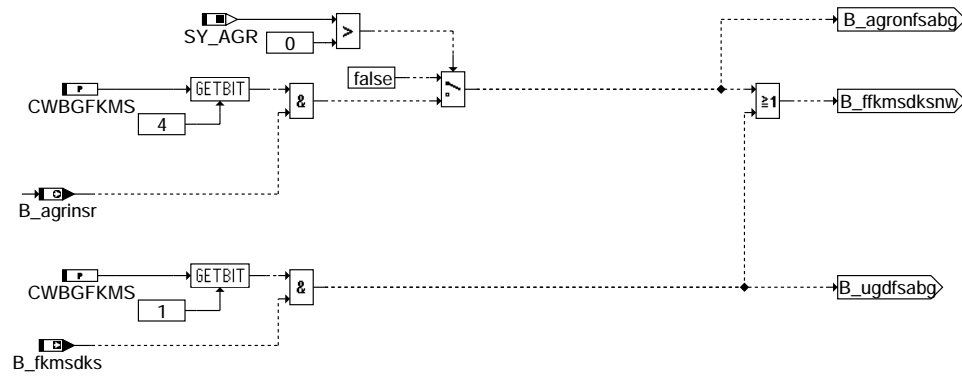 B_agronfsabg
SY_AGR
0
>
false
P
GETBIT
CWBGFKMS
&
4
≥1
B_ffkmsdksnw
B_agrinsr
P
GETBIT
CWBGFKMS
&
1
B_ugdfsabg
B_fkmsdks